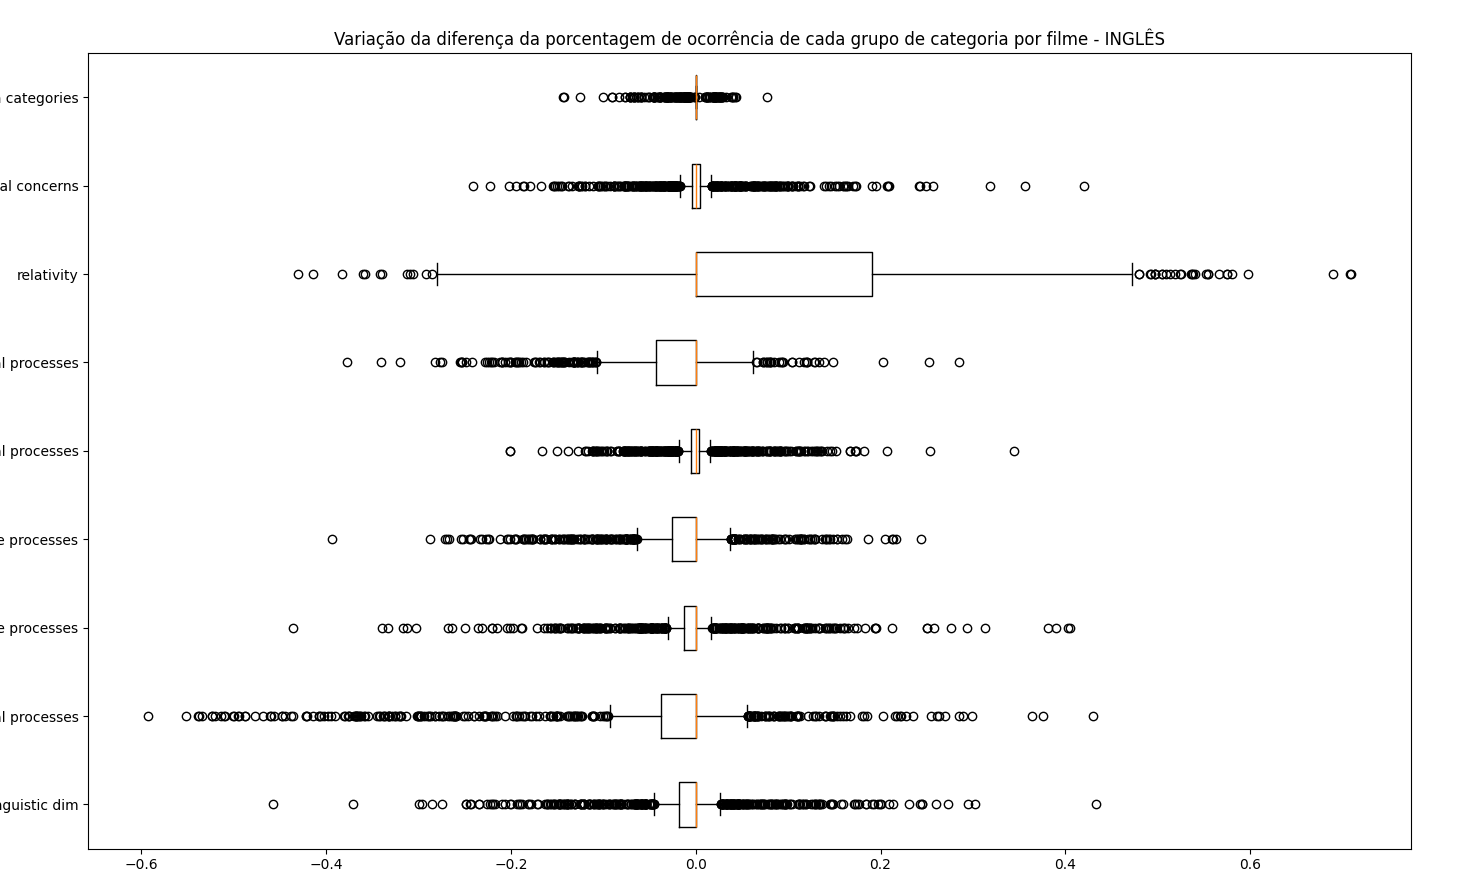 Variação da diferença da porcentagem de ocorrência de cada grupo de categoria por filme - INGLÊS
categories
al concerns
relativity
l processes
l processes
e processes
e processes
al processes
guistic dim
−0.6 −0.4 −0.2 0.0 0.2 0.4 0.6